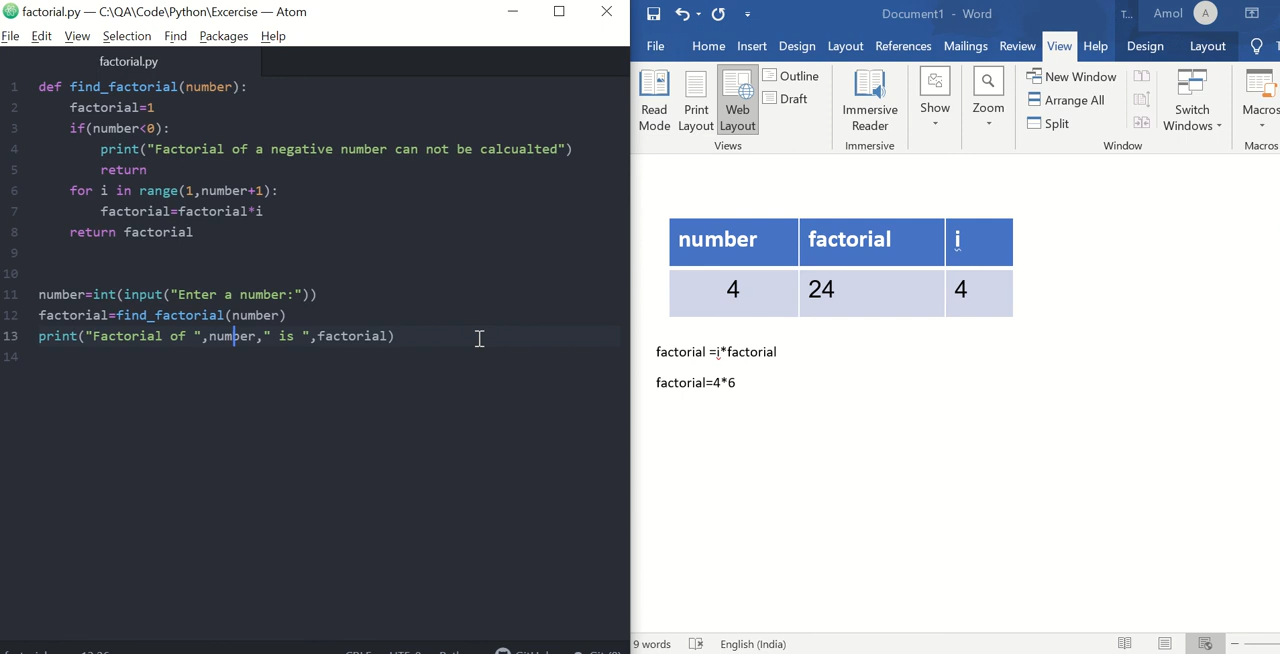 factorial.py — C:\QA\Code\Python\Excercise — Atom
File Edit View Selection Find Packages Help
factorial.py
1 def find_factorial(number):
2 factorial=1
3 if(number<0):
4 print("Factorial of a negative number can not be calcualted")
5 return
6 for i in range(1,number+1):
7 factorial=factorial*i
8 return factorial
9
10
11 number=int(input("Enter a number:"))
12 factorial=find_factorial(number)
13 print("Factorial of ",number," is ",factorial)
14
Document1 - Word
T... Amol A
File Home Insert Design Layout References Mailings Review View Help Design Layout
Read Mode
Print Layout
Web Layout
Outline
Draft
Views
Immersive Reader
Immersive
Show
Zoom
New Window
Arrange All
Split
Switch Windows
Window
Macros
Macros
number factorial i
4 24 4
factorial =i*factorial
factorial=4*6
9 words English (India)